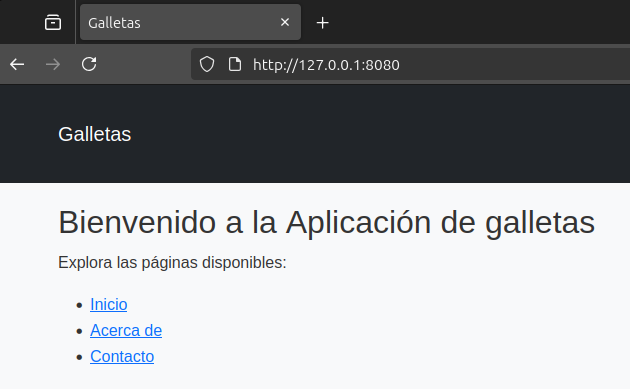 Galletas
http://127.0.0.1:8080
Galletas
Bienvenido a la Aplicación de galletas
Explora las páginas disponibles:
Inicio
Acerca de
Contacto